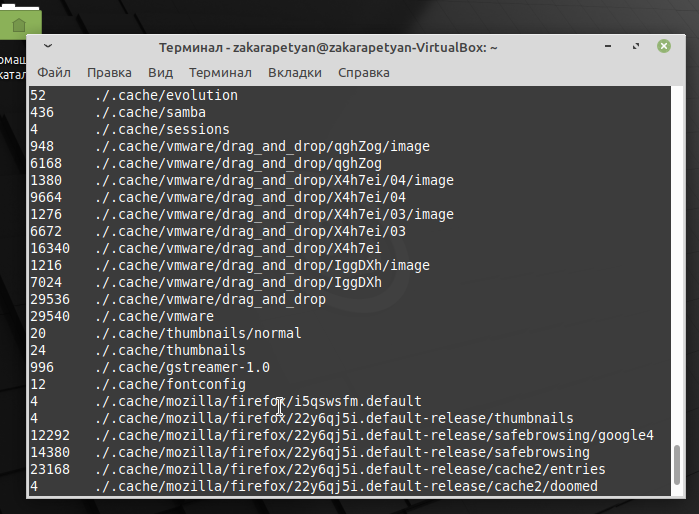 Терминал - zakarapetyan@zakarapetyan-VirtualBox: ~
Файл Правка Вид Терминал Вкладки Справка
52 ./.cache/evolution
436 ./.cache/samba
4 ./.cache/sessions
948 ./.cache/vmware/drag_and_drop/qghZog/image
6168 ./.cache/vmware/drag_and_drop/qghZog
1380 ./.cache/vmware/drag_and_drop/X4h7ei/04/image
9664 ./.cache/vmware/drag_and_drop/X4h7ei/04
1276 ./.cache/vmware/drag_and_drop/X4h7ei/03/image
6672 ./.cache/vmware/drag_and_drop/X4h7ei/03
16340 ./.cache/vmware/drag_and_drop/X4h7ei
1216 ./.cache/vmware/drag_and_drop/IggDXh/image
7024 ./.cache/vmware/drag_and_drop/IggDXh
29536 ./.cache/vmware/drag_and_drop
29540 ./.cache/vmware
20 ./.cache/thumbnails/normal
24 ./.cache/thumbnails
996 ./.cache/gstreamer-1.0
12 ./.cache/fontconfig
4 ./.cache/mozilla/firefox/i5qswsfm.default
4 ./.cache/mozilla/firefox/22y6qj5i.default-release/thumbnails
12292 ./.cache/mozilla/firefox/22y6qj5i.default-release/safebrowsing/google4
14380 ./.cache/mozilla/firefox/22y6qj5i.default-release/safebrowsing
23168 ./.cache/mozilla/firefox/22y6qj5i.default-release/cache2/entries
4 ./.cache/mozilla/firefox/22y6qj5i.default-release/cache2/doomed